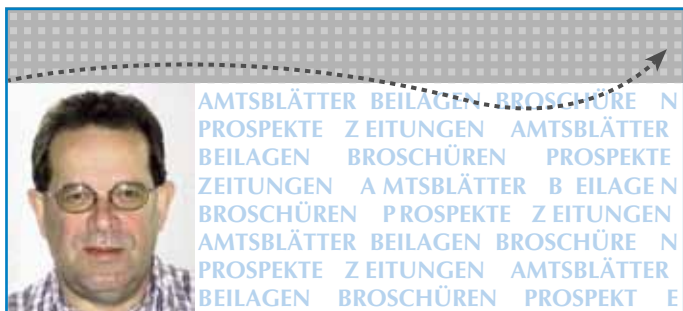 AMTSBLÄTTER BEILAGEN BROSCHÜRE N
PROSPEKTE Z EITUNGEN AMTSBLÄTTER
BEILAGEN BROSCHÜREN PROSPEKTE
ZEITUNGEN A MTSBLÄTTER B EILAGE N
BROSCHÜREN P ROSPEKTE Z EITUNGEN
AMTSBLÄTTER BEILAGEN BROSCHÜRE N
PROSPEKTE Z EITUNGEN AMTSBLÄTTER
BEILAGEN BROSCHÜREN PROSPEKT E